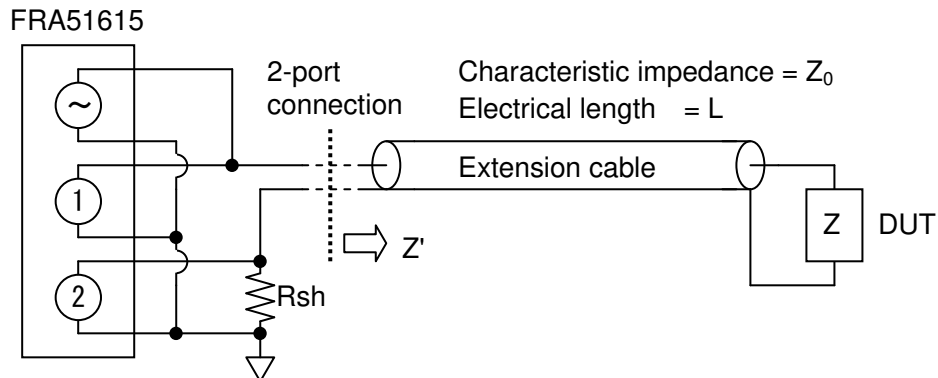 FRA51615
2-port
connection
Characteristic impedance = Z₀
Electrical length = L
~
1
2
Extension cable
Z'
Rsh
Z
DUT